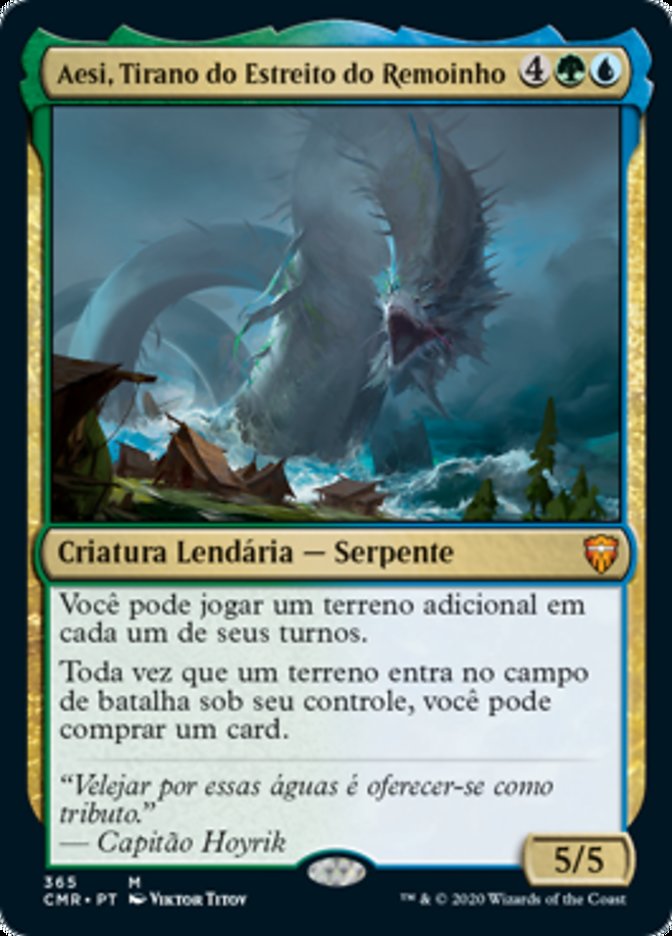 Aesi, Tirano do Estreito do Remoinho 4
Criatura Lendária — Serpente
Você pode jogar um terreno adicional em
cada um de seus turnos.
Toda vez que um terreno entra no campo
de batalha sob seu controle, você pode
comprar um card.
“Velejar por essas águas é oferecer-se como
tributo.”
— Capitão Hoyrik
5/5
365 M
CMR • PT Viktor Titov
™ & © 2020 Wizards of the Coast